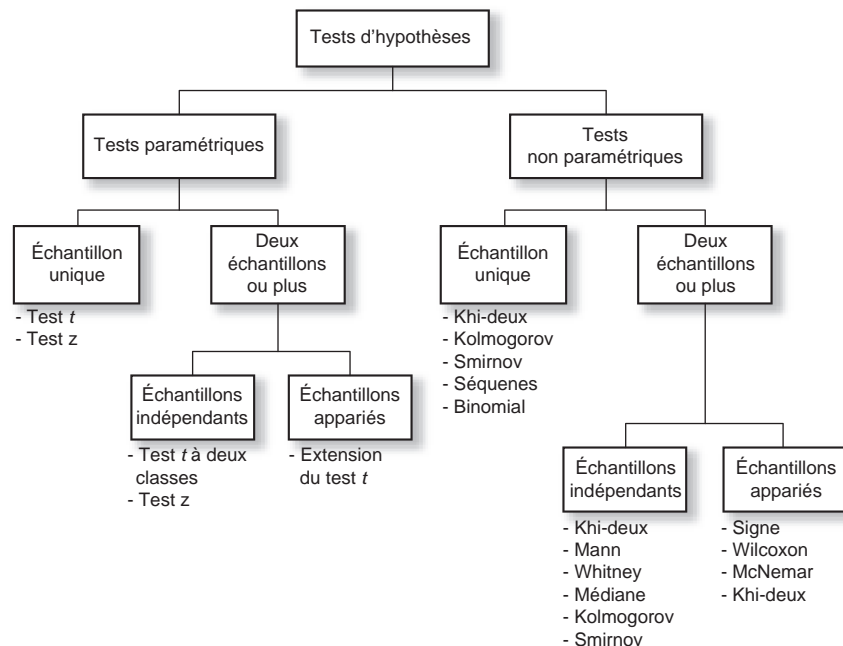 Tests d'hypothèses
Tests paramétriques
Tests
non paramétriques
Échantillon
unique
- Test t
- Test z
Deux
échantillons
ou plus
Échantillons
indépendants
- Test t à deux
classes
- Test z
Échantillons
appariés
- Extension
du test t
Échantillon
unique
- Khi-deux
- Kolmogorov
- Smirnov
- Séquenes
- Binomial
Deux
échantillons
ou plus
Échantillons
indépendants
- Khi-deux
- Mann
- Whitney
- Médiane
- Kolmogorov
- Smirnov
Échantillons
appariés
- Signe
- Wilcoxon
- McNemar
- Khi-deux